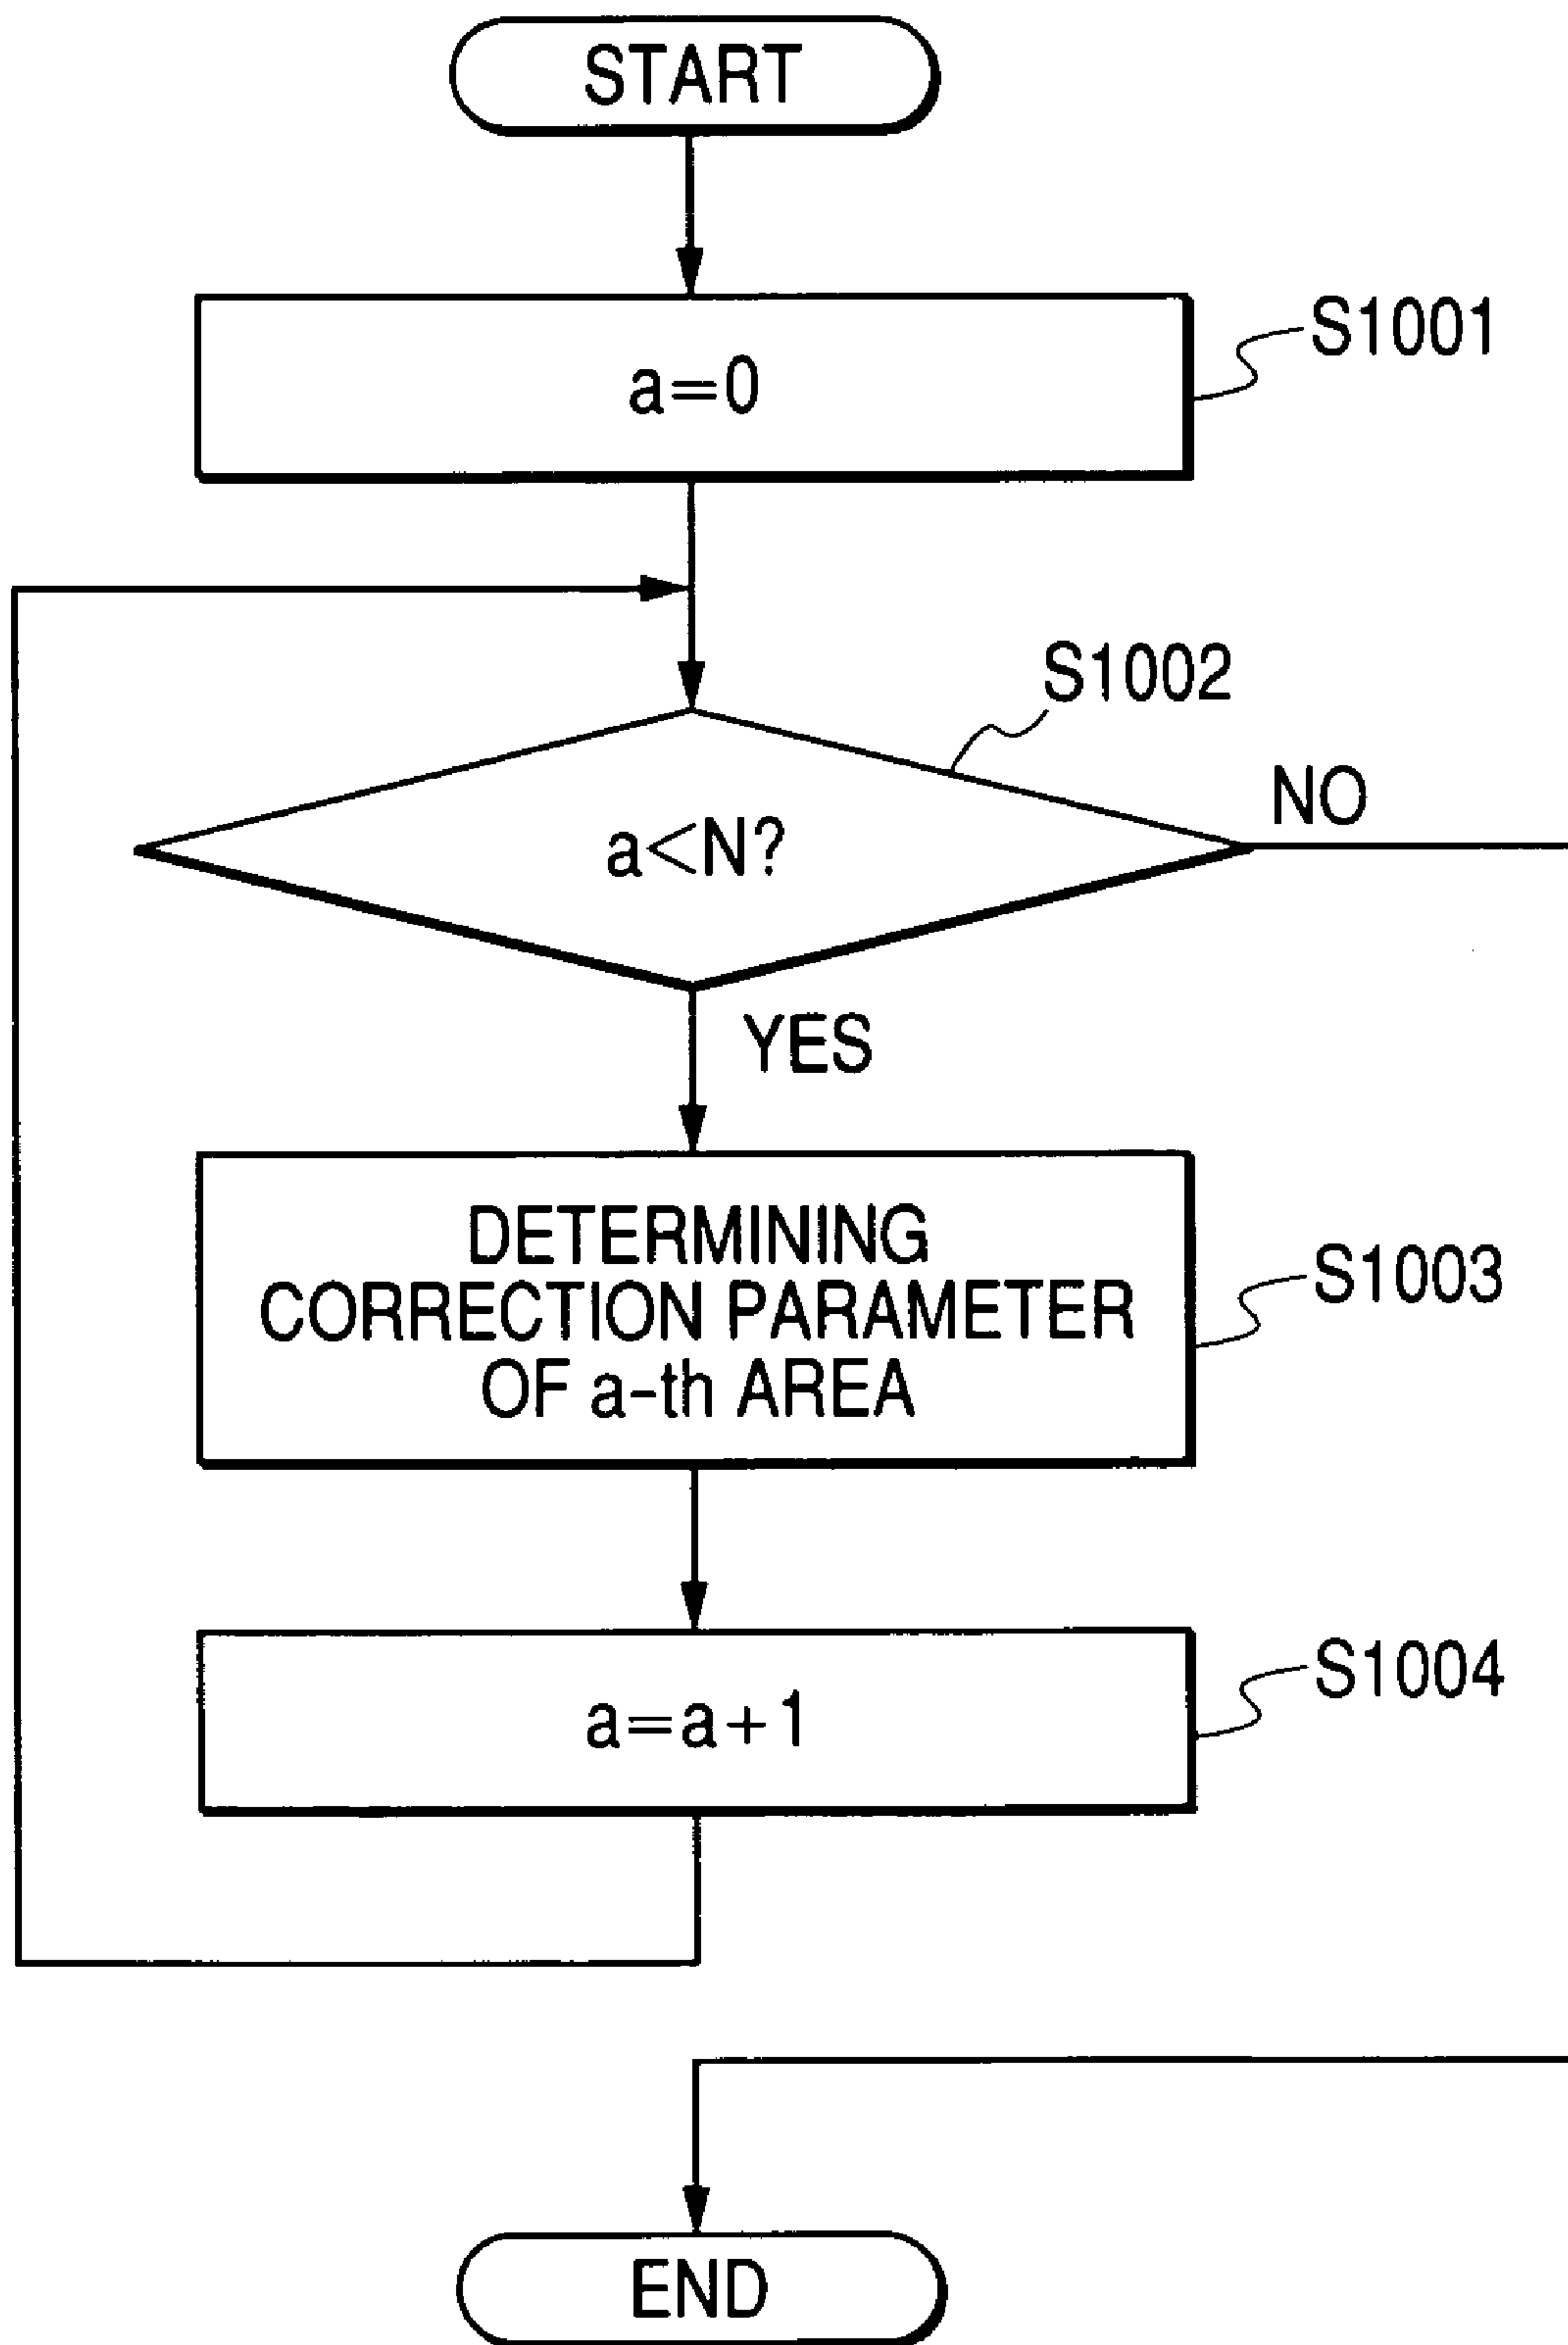 START
a=0
S1001
S1002
a<N?
NO
YES
DETERMINING
CORRECTION PARAMETER
OF a-th AREA
S1003
a=a+1
S1004
END